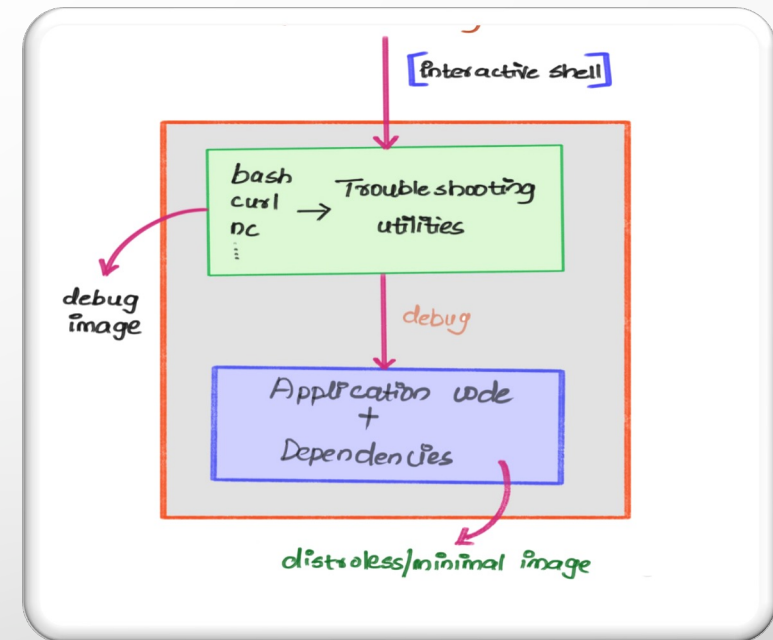 [interactive shell]
bash
curl → Troubleshooting
nc utilities
⋮
debug
image
debug
Application code
+
Dependencies
distroless/minimal image